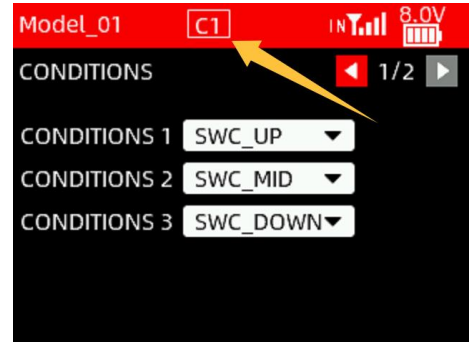 Model_01 C1 IN 8.0V
CONDITIONS 1/2
CONDITIONS 1 SWC_UP
CONDITIONS 2 SWC_MID
CONDITIONS 3 SWC_DOWN